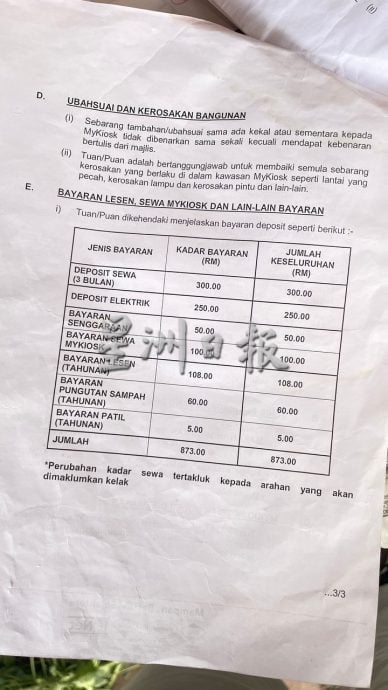 (ii)
D. UBAHSUAI DAN KEROSAKAN BANGUNAN
(i) Sebarang tambahan/ubahsuai sama ada kekal atau sementara kepada
MyKiosk tidak dibenarkan sama sekali kecuali mendapat kebenaran
bertulis dari majlis.
(ii) Tuan/Puan adalah bertanggungjawab untuk membaiki semula sebarang
kerosakan yang berlaku di dalam kawasan MyKiosk seperti lantai yang
pecah, kerosakan lampu dan kerosakan pintu dan lain-lain.
E. BAYARAN LESEN, SEWA MYKIOSK DAN LAIN-LAIN BAYARAN
i) Tuan/Puan dikehendaki menjelaskan bayaran deposit seperti berikut :-
JENIS BAYARAN KADAR BAYARAN (RM) JUMLAH KESELURUHAN (RM)
DEPOSIT SEWA (3 BULAN) 300.00 300.00
DEPOSIT ELEKTRIK 250.00 250.00
BAYARAN SENGGARAAN 50.00 50.00
BAYARAN SEWA MYKIOSK 100.00 100.00
BAYARAN LESEN (TAHUNAN) 108.00 108.00
BAYARAN PUNGUTAN SAMPAH (TAHUNAN) 60.00 60.00
BAYARAN PATIL (TAHUNAN) 5.00 5.00
JUMLAH 873.00 873.00
星洲日报
*Perubahan kadar sewa tertakluk kepada arahan yang akan
dimaklumkan kelak
...3/3